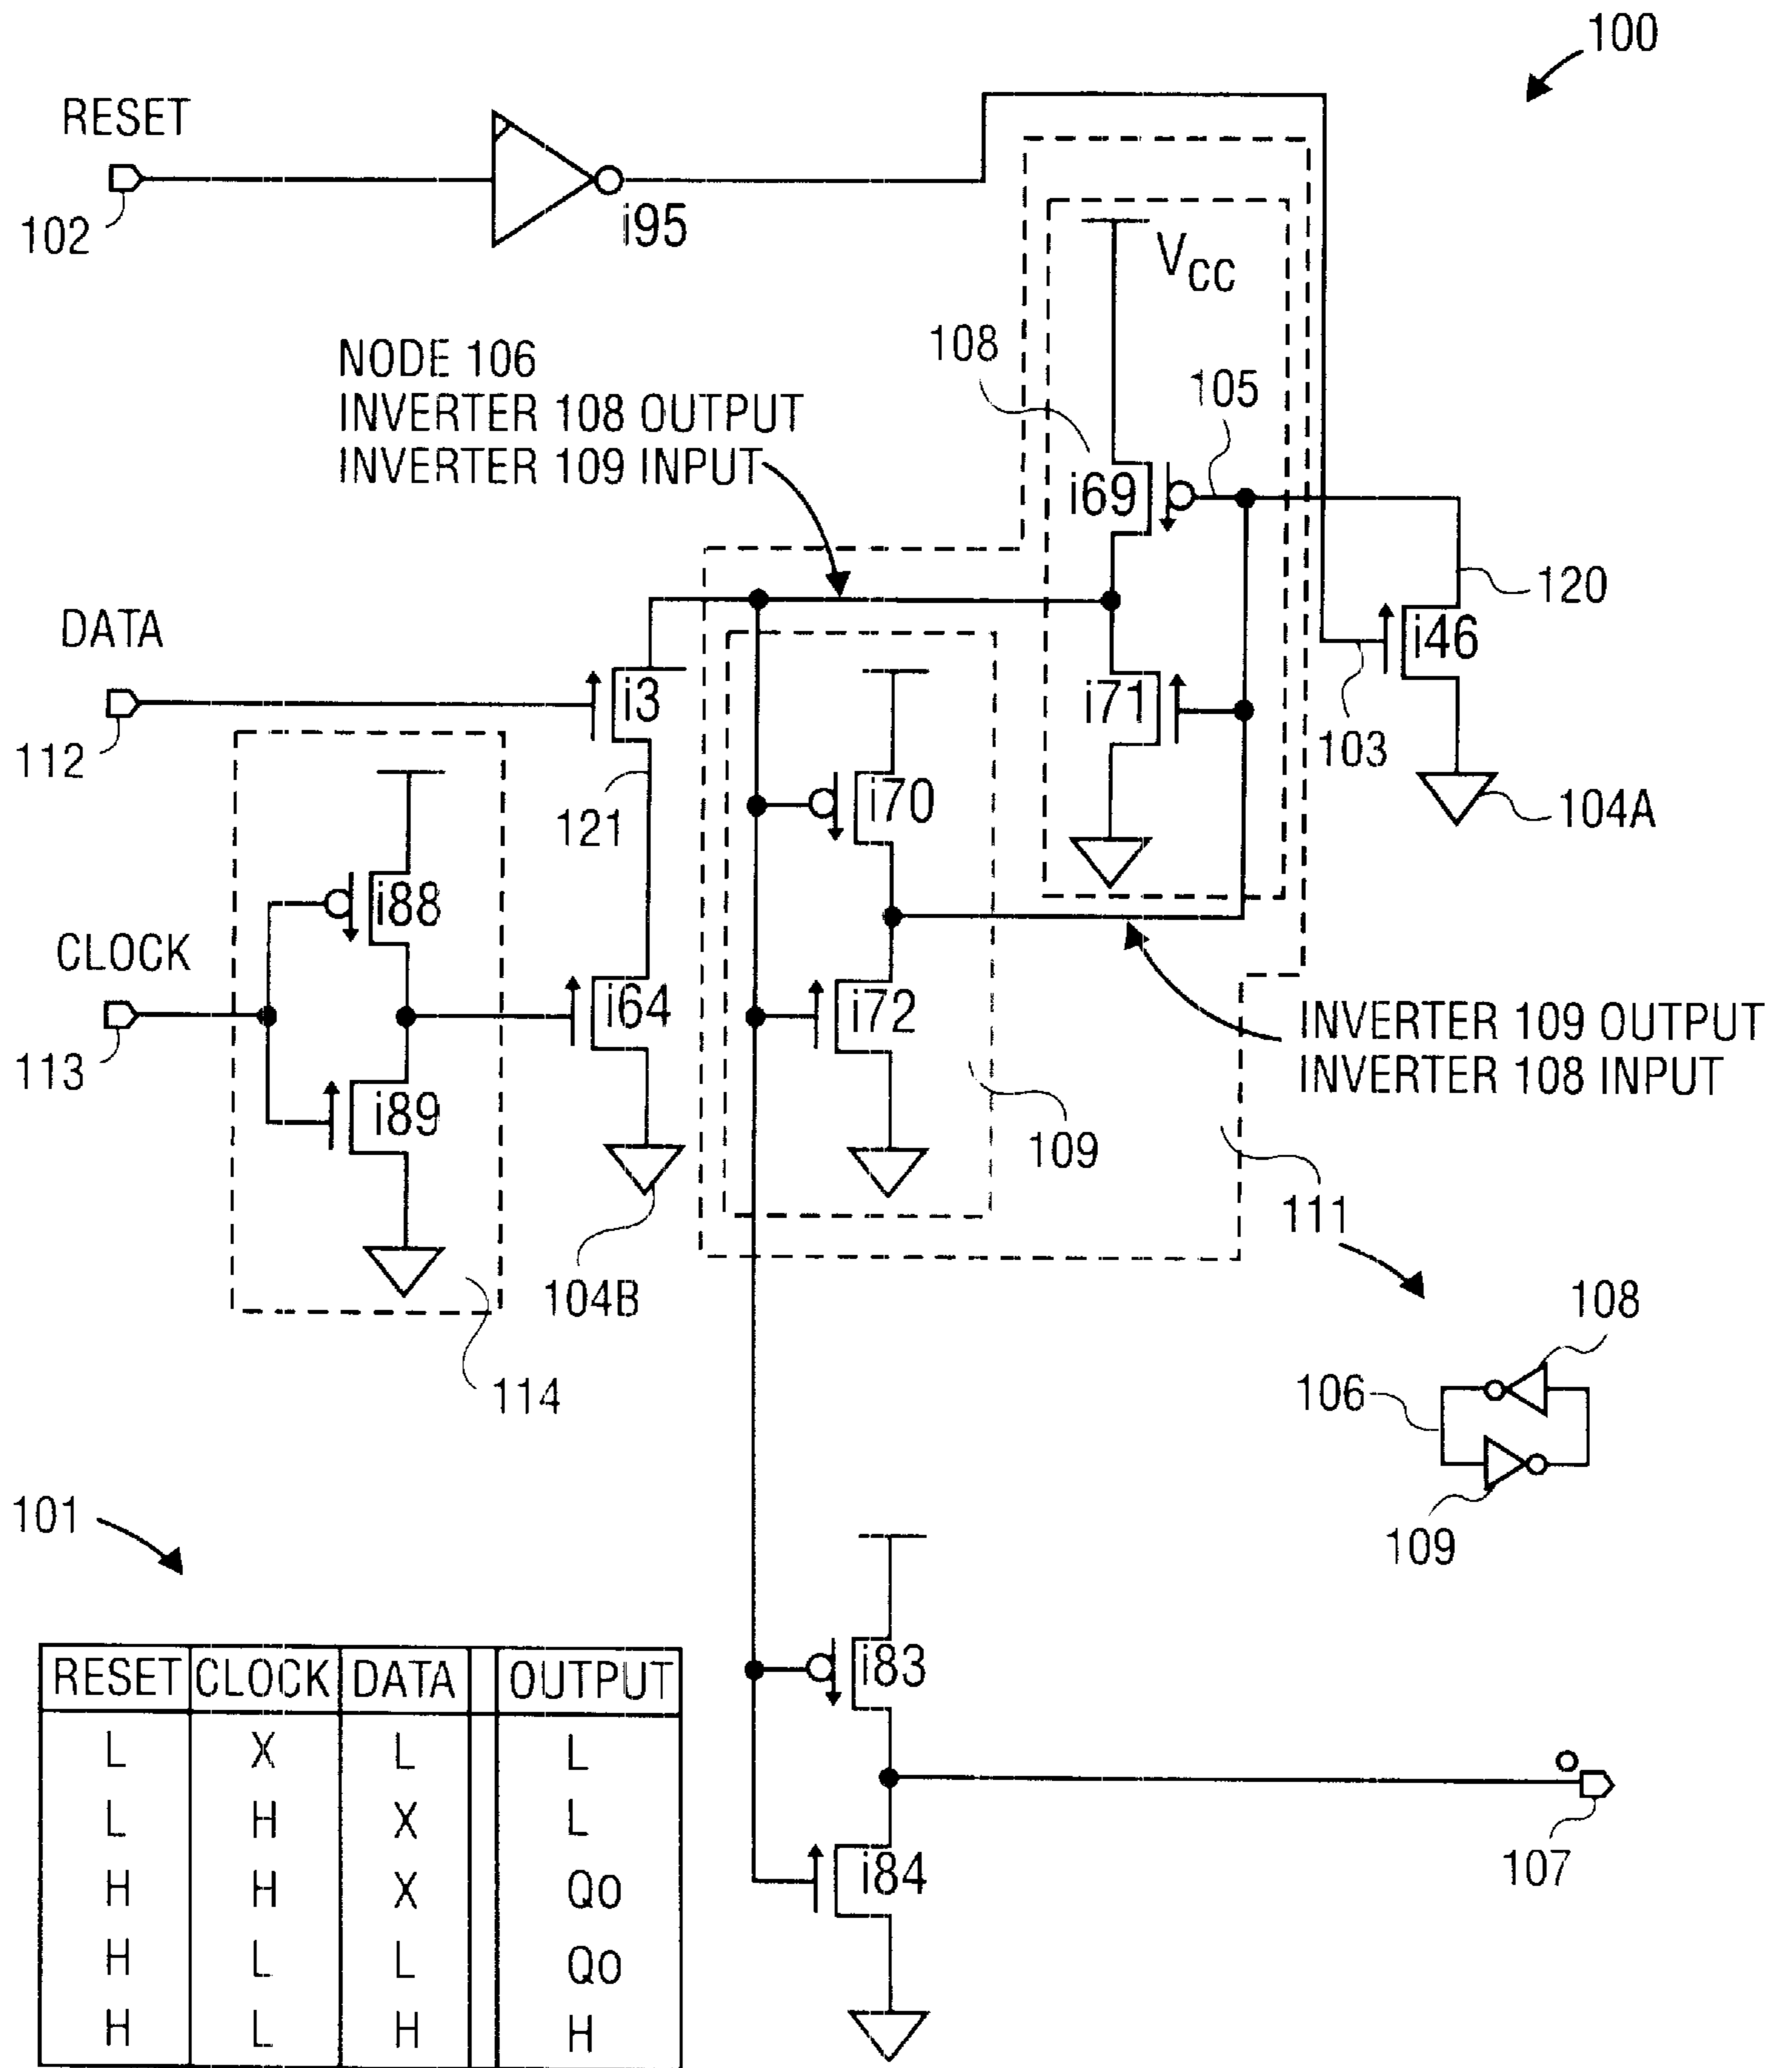 100
RESET
102
i95
VCC
NODE 106
INVERTER 108 OUTPUT
INVERTER 109 INPUT
108
105
i69
120
DATA
i46
i3
i71
112
103
104A
121
i70
i88
CLOCK
i64
i72
113
INVERTER 109 OUTPUT
INVERTER 108 INPUT
i89
109
111
104B
108
114
106
109
101
RESET CLOCK DATA OUTPUT
L X L L
L H X L
H H X Q0
H L L Q0
H L H H
i83
i84
107